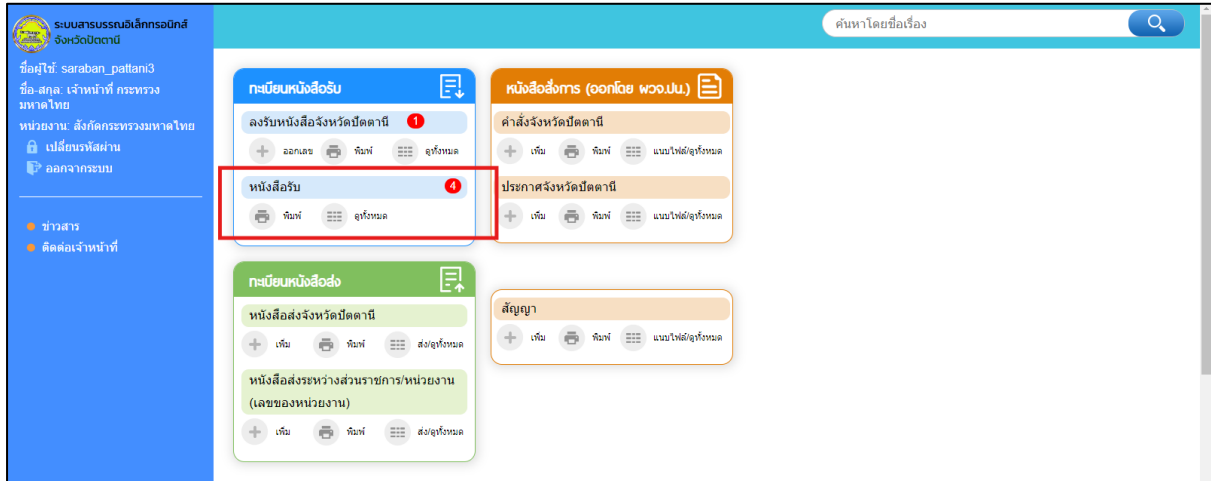 ระบบสารบรรณอิเล็กทรอนิกส์
จังหวัดปัตตานี
ชื่อผู้ใช้: saraban_pattani3
ชื่อ-สกุล: เจ้าหน้าที่ กระทรวง
มหาดไทย
หน่วยงาน: สังกัดกระทรวงมหาดไทย
เปลี่ยนรหัสผ่าน
ออกจากระบบ
ข่าวสาร
ติดต่อเจ้าหน้าที่
ค้นหาโดยชื่อเรื่อง
ทะเบียนหนังสือรับ
ลงรับหนังสือจังหวัดปัตตานี 1
ออกเลข พิมพ์ ดูทั้งหมด
หนังสือรับ 4
พิมพ์ ดูทั้งหมด
หนังสือสั่งการ (ออกโดย ผวจ.ปน.)
คำสั่งจังหวัดปัตตานี
เพิ่ม พิมพ์ แนบไฟล์/ดูทั้งหมด
ประกาศจังหวัดปัตตานี
เพิ่ม พิมพ์ แนบไฟล์/ดูทั้งหมด
ทะเบียนหนังสือส่ง
หนังสือส่งจังหวัดปัตตานี
เพิ่ม พิมพ์ ส่ง/ดูทั้งหมด
หนังสือส่งระหว่างส่วนราชการ/หน่วยงาน
(เลขของหน่วยงาน)
เพิ่ม พิมพ์ ส่ง/ดูทั้งหมด
สัญญา
เพิ่ม พิมพ์ แนบไฟล์/ดูทั้งหมด